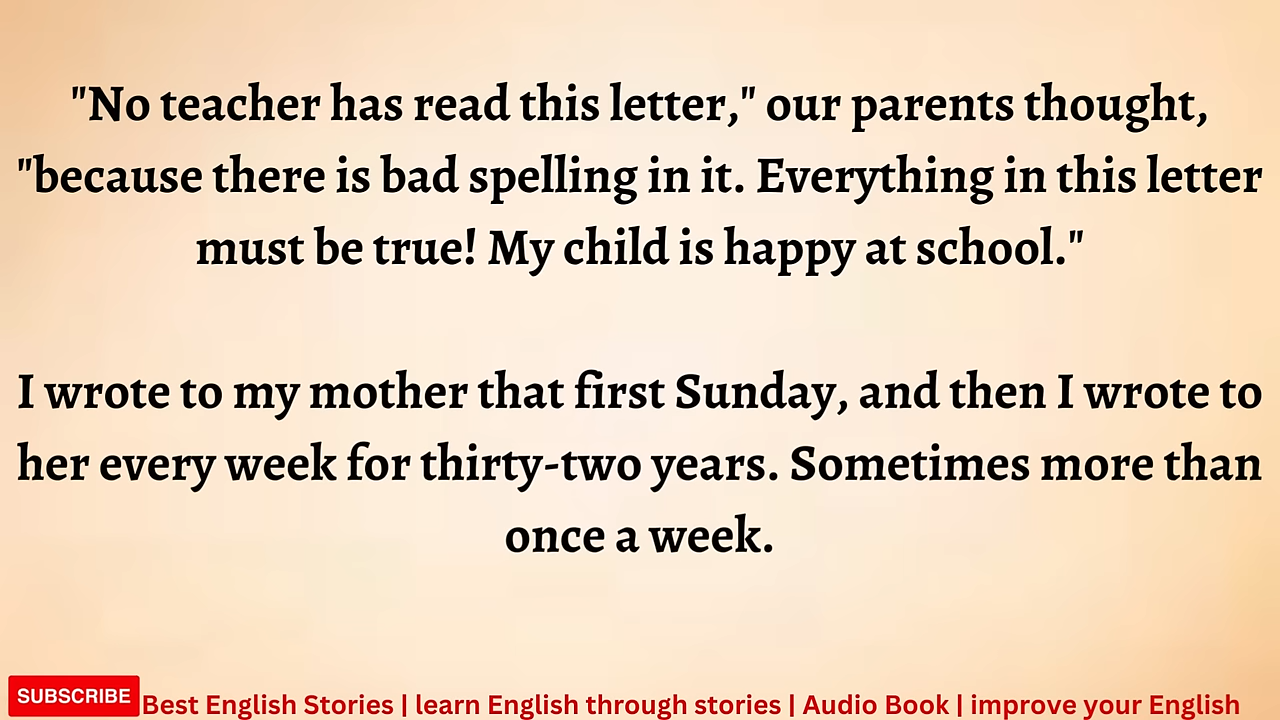 "No teacher has read this letter," our parents thought,
"because there is bad spelling in it. Everything in this letter
must be true! My child is happy at school."
I wrote to my mother that first Sunday, and then I wrote to
her every week for thirty-two years. Sometimes more than
once a week.
SUBSCRIBE
Best English Stories | learn English through stories | Audio Book | improve your English